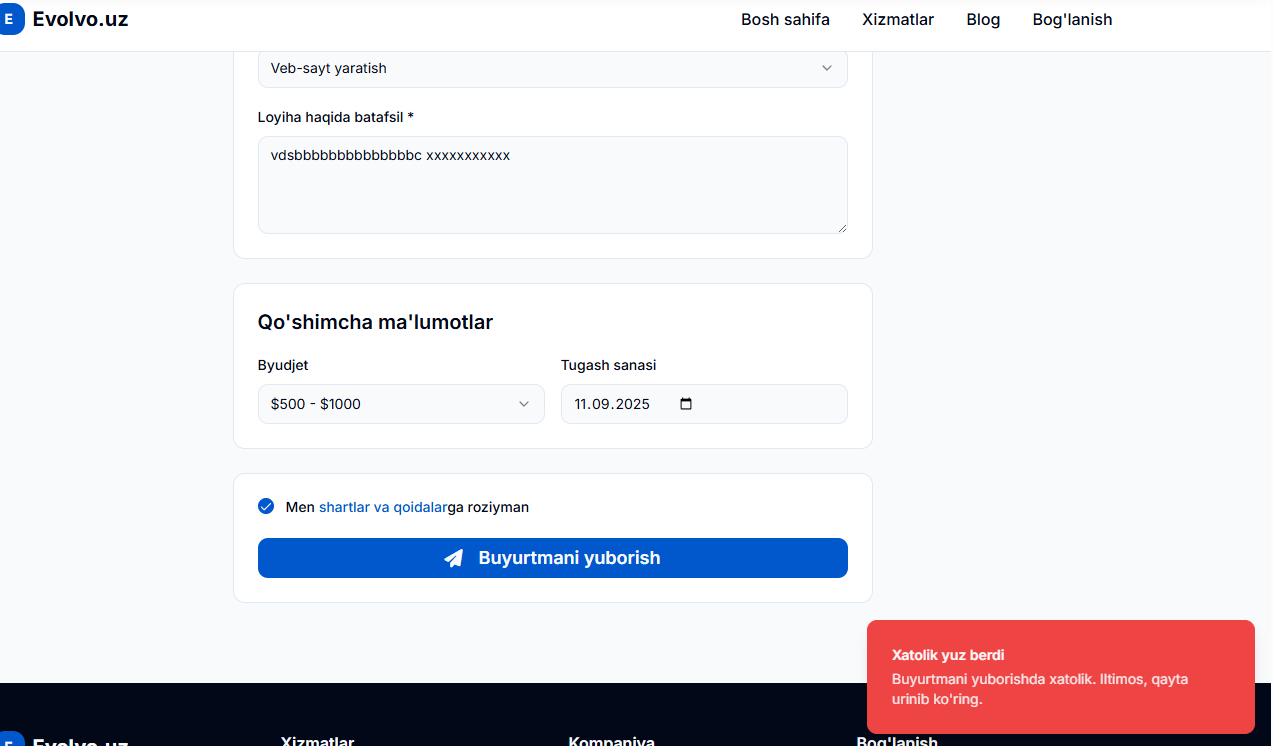 E Evolvo.uz Bosh sahifa Xizmatlar Blog Bog'lanish
Veb-sayt yaratish
Loyiha haqida batafsil *
vdsbbbbbbbbbbbbbbbc xxxxxxxxxxx
Qo'shimcha ma'lumotlar
Byudjet Tugash sanasi
$500 - $1000 11.09.2025
Men shartlar va qoidalarga roziyman
Buyurtmani yuborish
Xatolik yuz berdi
Buyurtmani yuborishda xatolik. Iltimos, qayta
urinib ko'ring.
E Evolvo.uz Xizmatlar Kompaniya Bog'lanish